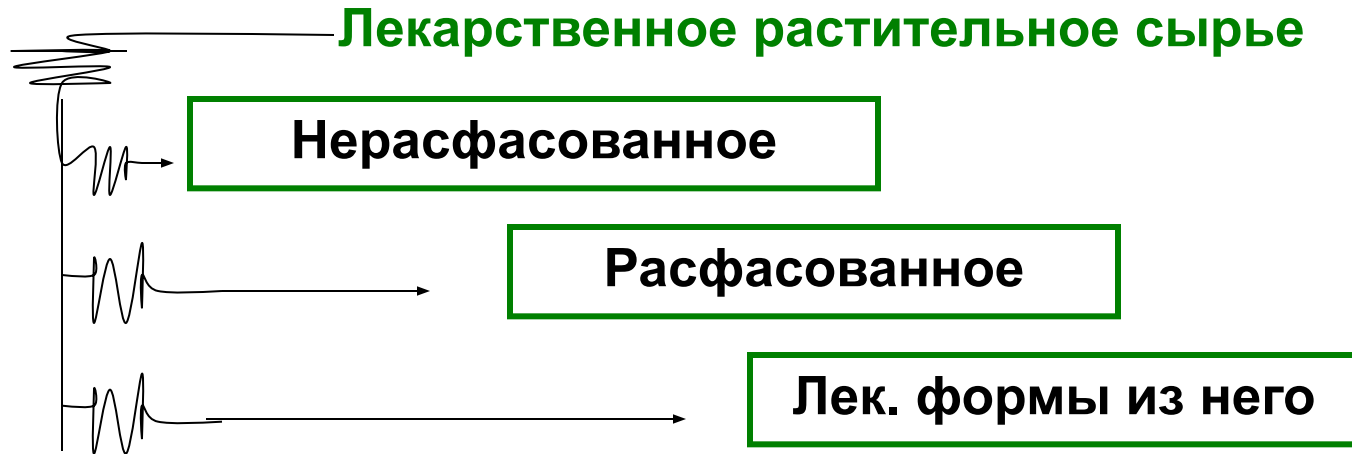 Лекарственное растительное сырье
Нерасфасованное
Расфасованное
Лек. формы из него